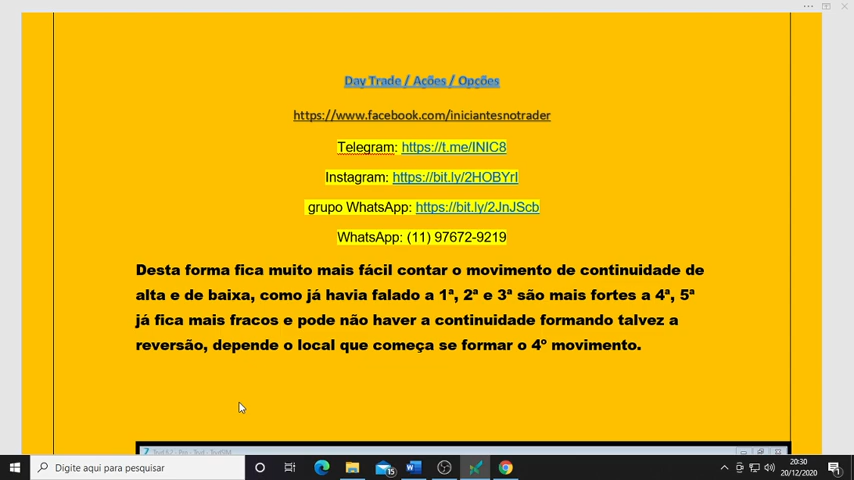 Day Trade / Ações / Opções
https://www.facebook.com/iniciantesnotrader
Telegram: https://t.me/INIC8
Instagram: https://bit.ly/2HOBYrI
grupo WhatsApp: https://bit.ly/2JnJScb
WhatsApp: (11) 97672-9219
Desta forma fica muito mais fácil contar o movimento de continuidade de
alta e de baixa, como já havia falado a 1ª, 2ª e 3ª são mais fortes a 4ª, 5ª
já fica mais fracos e pode não haver a continuidade formando talvez a
reversão, depende o local que começa se formar o 4º movimento.
Digite aqui para pesquisar
15
20:30
20/12/2020
1